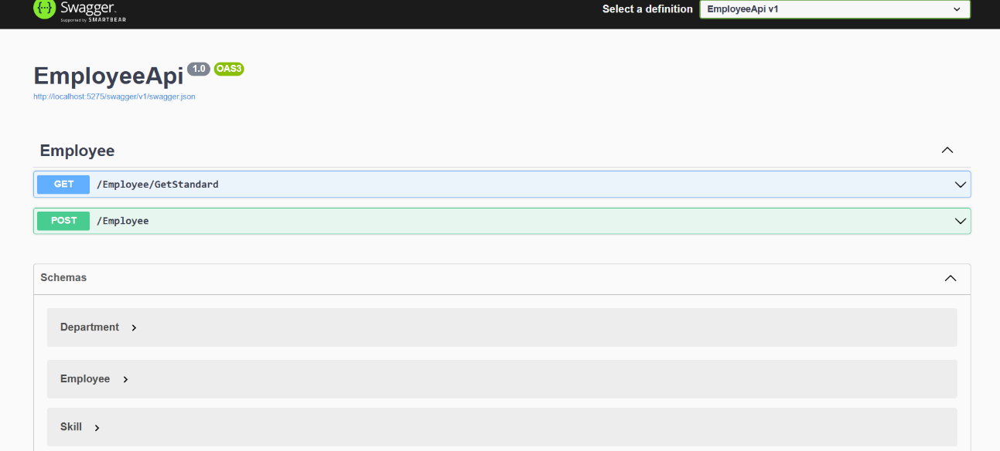 {···} Swagger.
Supported by SMARTBEAR
Select a definition
EmployeeApi v1
EmployeeApi 1.0 OAS3
http://localhost:5275/swagger/v1/swagger.json
Employee
GET /Employee/GetStandard
POST /Employee
Schemas
Department
Employee
Skill